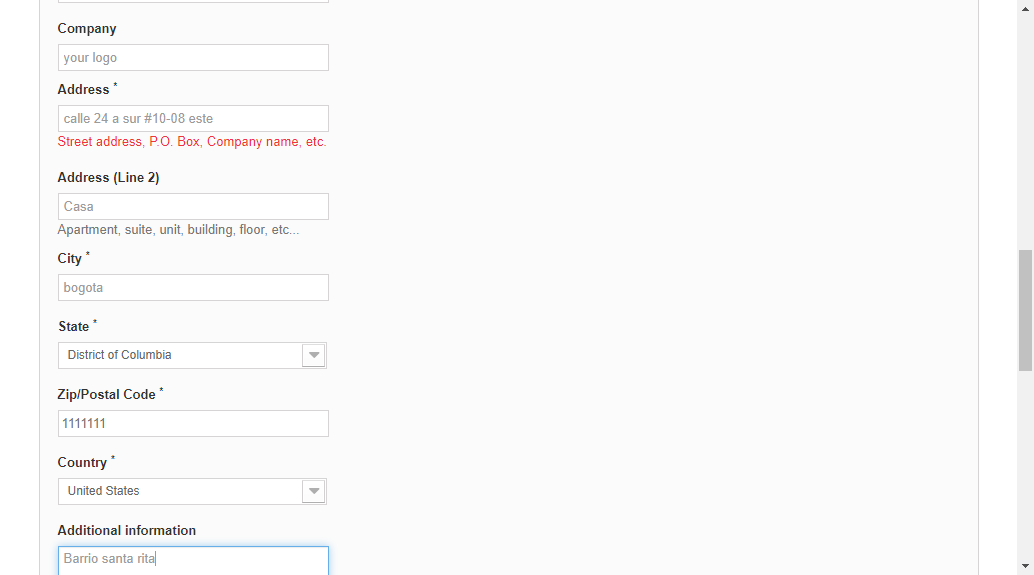 Company
your logo
Address *
calle 24 a sur #10-08 este
Street address, P.O. Box, Company name, etc.
Address (Line 2)
Casa
Apartment, suite, unit, building, floor, etc...
City *
bogota
State *
District of Columbia
Zip/Postal Code *
1111111
Country *
United States
Additional information
Barrio santa rita